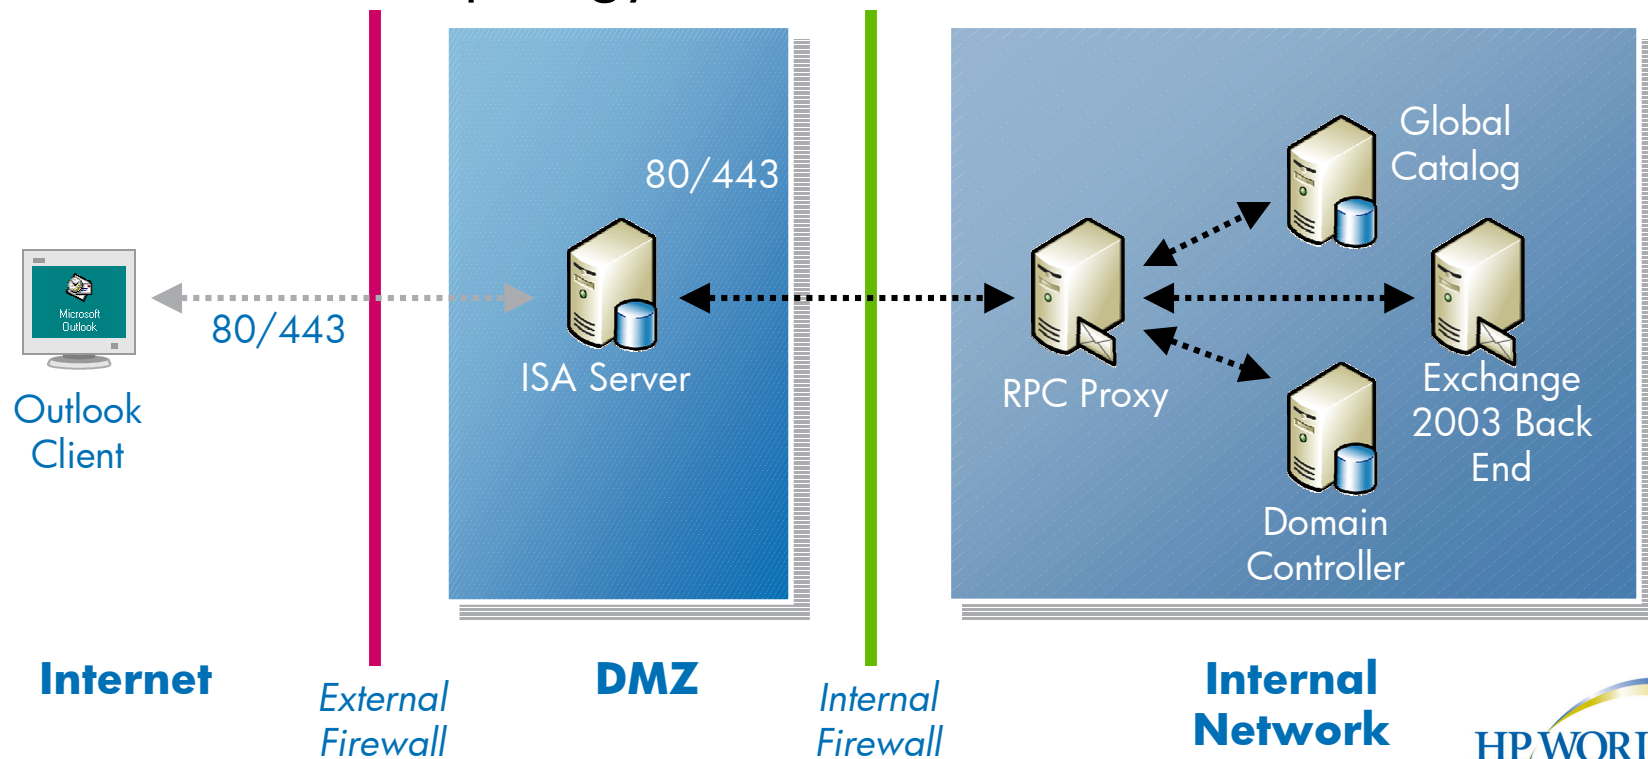 80/443
Global
Catalog
Microsoft
Outlook
80/443
ISA Server
RPC Proxy
Exchange
2003 Back
End
Outlook
Client
Domain
Controller
Internet
External
Firewall
DMZ
Internal
Firewall
Internal
Network